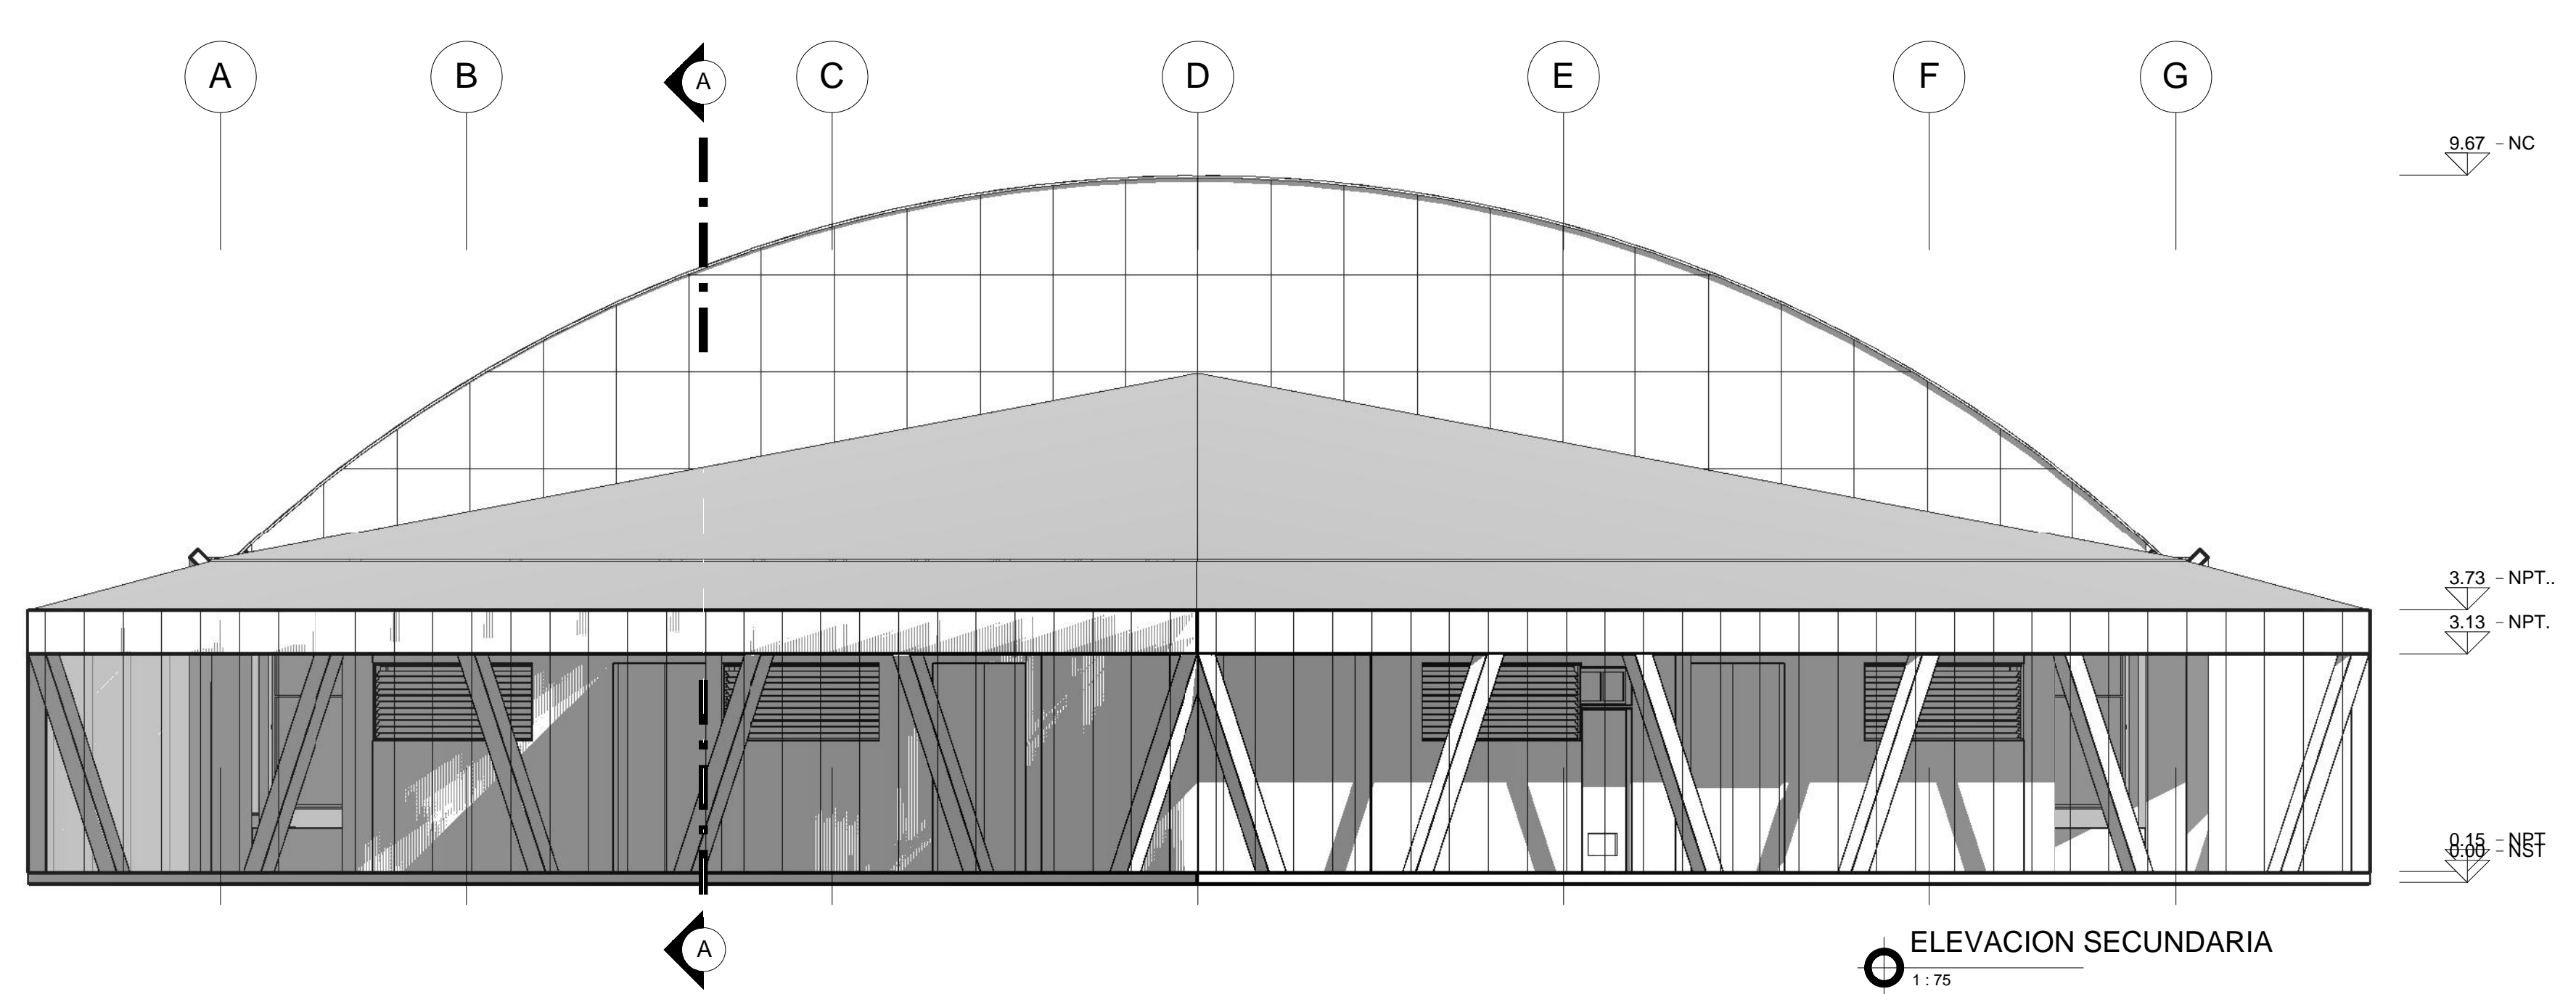 A
B
A
C
D
E
F
G
9.67 – NC
3.73 – NPT..
3.13 – NPT.
0.15 – NPT
0.00 – NST
A
ELEVACION SECUNDARIA
1 : 75